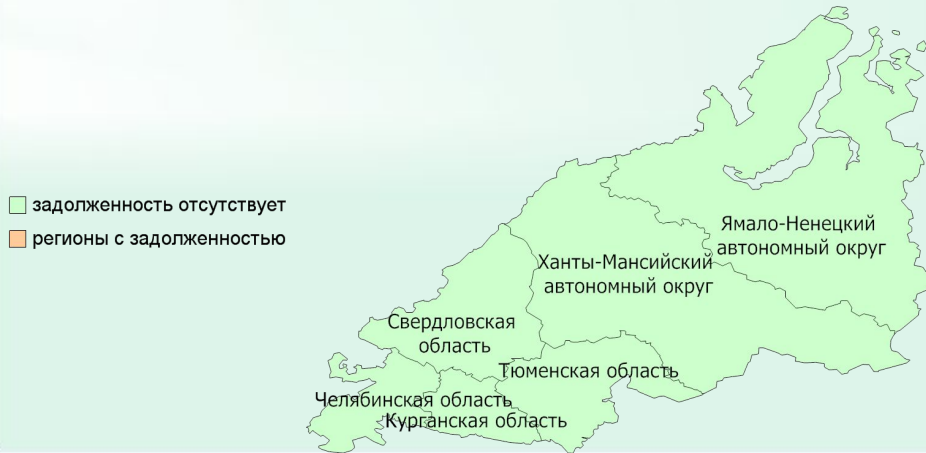 задолженность отсутствует
регионы с задолженностью
Ямало-Ненецкий
автономный округ
Ханты-Мансийский
автономный округ
Свердловская
область
Тюменская область
Челябинская область
Курганская область